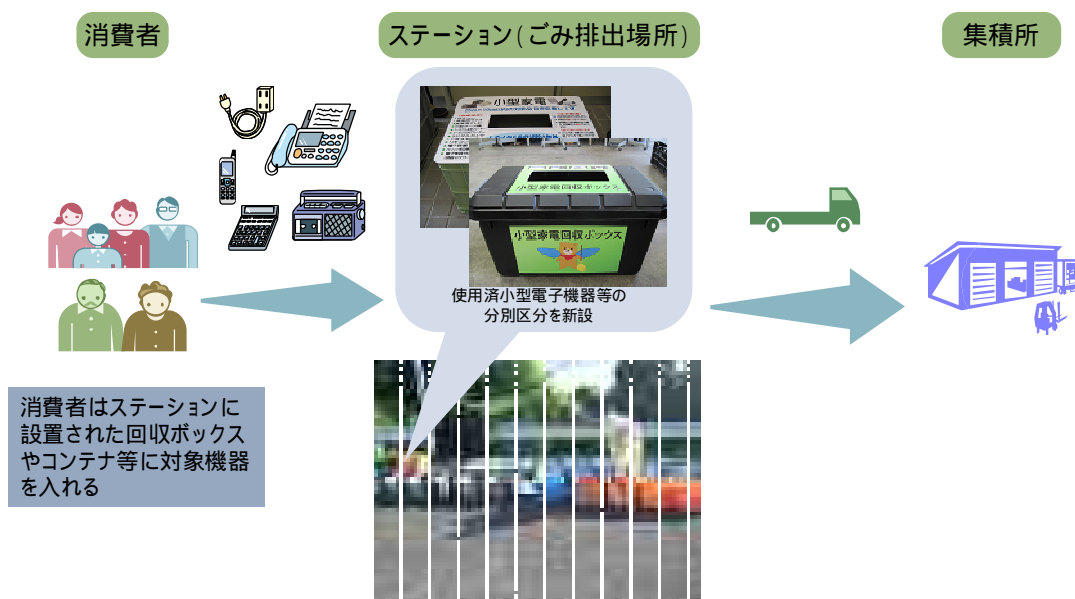 消費者
ステーション(ごみ排出場所)
集積所
小型家電
小型家電回収ボックス
小型家電回収ボックス
使用済小型電子機器等の
分別区分を新設
消費者はステーションに
設置された回収ボックス
やコンテナ等に対象機器
を入れる